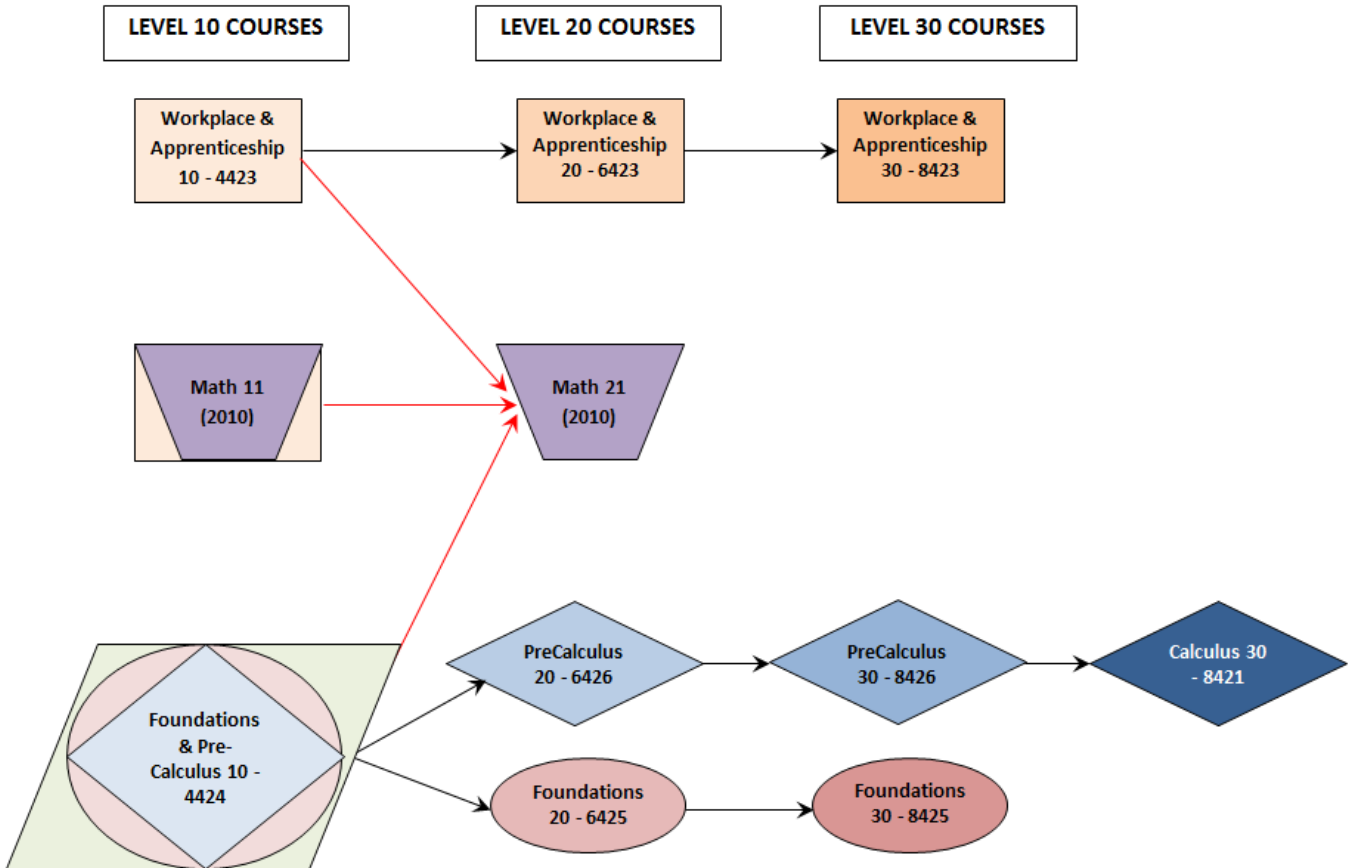 LEVEL 10 COURSES
LEVEL 20 COURSES
LEVEL 30 COURSES
Workplace &
Apprenticeship
10 - 4423
Workplace &
Apprenticeship
20 - 6423
Workplace &
Apprenticeship
30 - 8423
Math 11
(2010)
Math 21
(2010)
Foundations
& Pre-
Calculus 10 -
4424
PreCalculus
20 - 6426
PreCalculus
30 - 8426
Calculus 30
- 8421
Foundations
20 - 6425
Foundations
30 - 8425